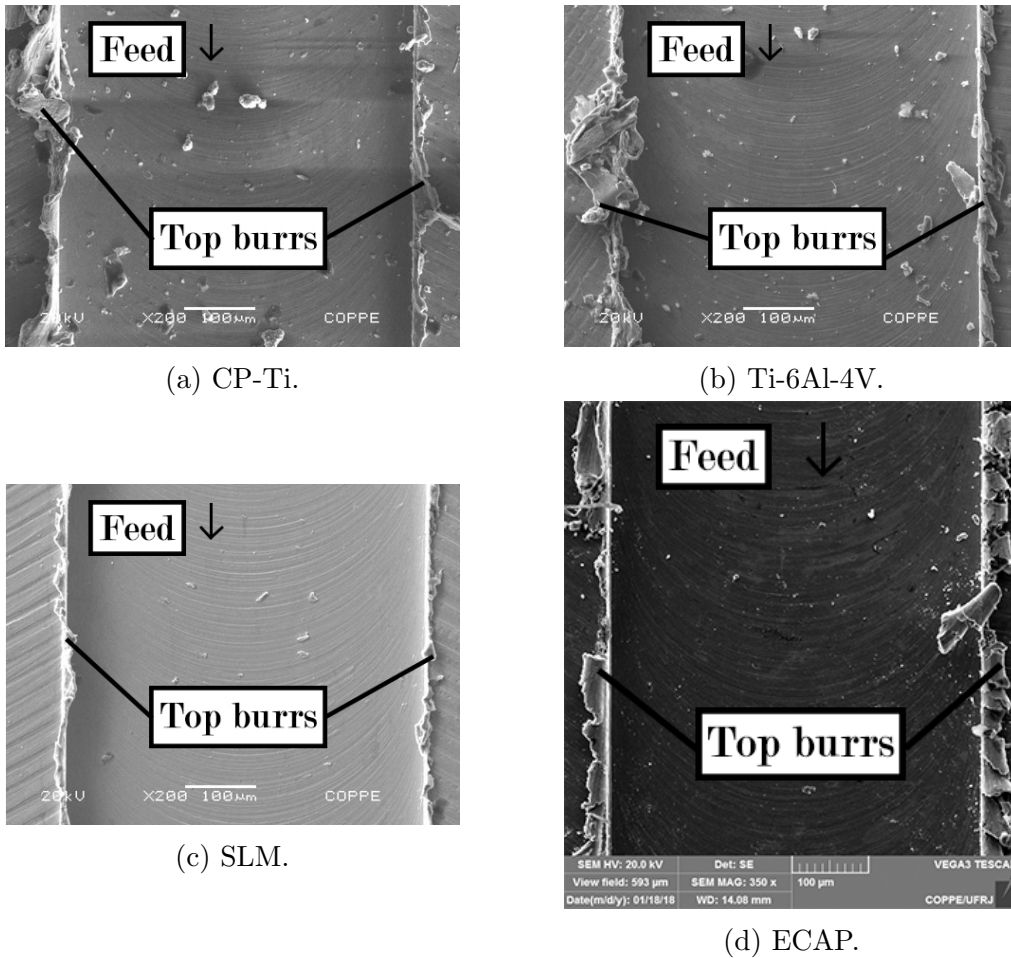 Feed
Top burrs
20kV X200 100μm COPPE
(a) CP-Ti.
Feed
Top burrs
20kV X200 100μm COPPE
(b) Ti-6Al-4V.
Feed
Top burrs
20kV X200 100μm COPPE
(c) SLM.
Feed
Top burrs
SEM HV: 20.0 kV Det: SE VEGA3 TESCA
View field: 593 μm SEM MAG: 350 x 100 μm
Date(m/d/y): 01/18/18 WD: 14.08 mm COPPE/UFRJ
(d) ECAP.